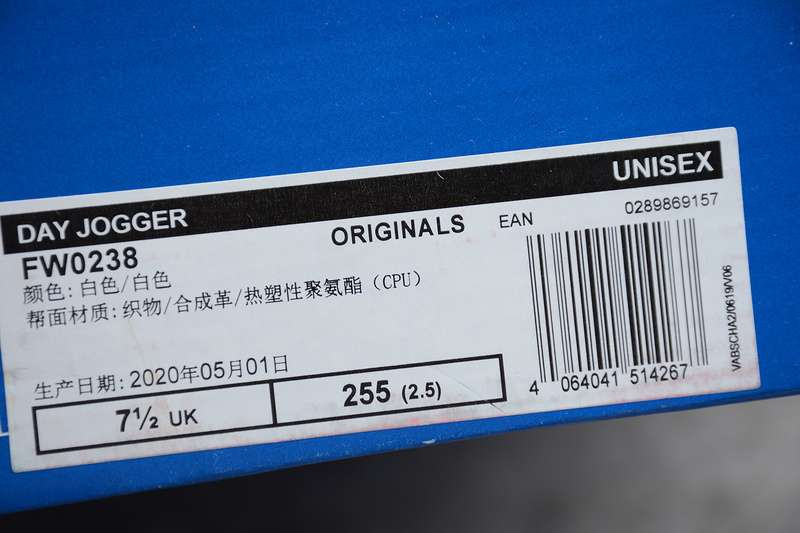 DAY JOGGER UNISEX
FW0238 ORIGINALS EAN 0289869157
颜色: 白色/白色
帮面材质: 织物/合成革/热塑性聚氨酯 (CPU)
生产日期: 2020年05月01日
7½ UK 255 (2.5)
4 064041 514267
VABSCHA2/0619/V06